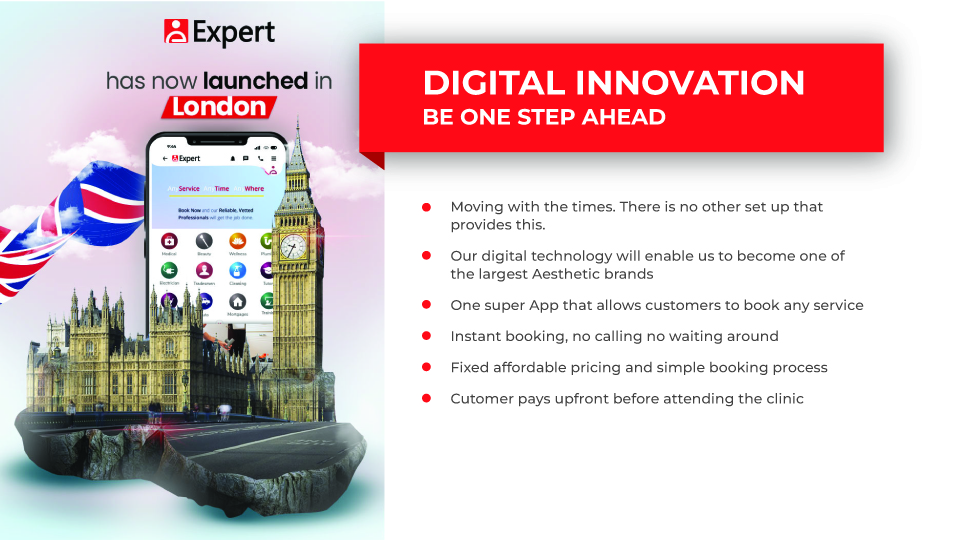 Expert
has now launched in
London
9:44
Expert
Service Time Where
Book Now and our Reliable, Vetted
Professionals will get the job done.
Medical Beauty Wellness
Electrician Tradesmen Cleaning
Mortgages
DIGITAL INNOVATION
BE ONE STEP AHEAD
Moving with the times. There is no other set up that
provides this.
Our digital technology will enable us to become one of
the largest Aesthetic brands
One super App that allows customers to book any service
Instant booking, no calling no waiting around
Fixed affordable pricing and simple booking process
Cutomer pays upfront before attending the clinic